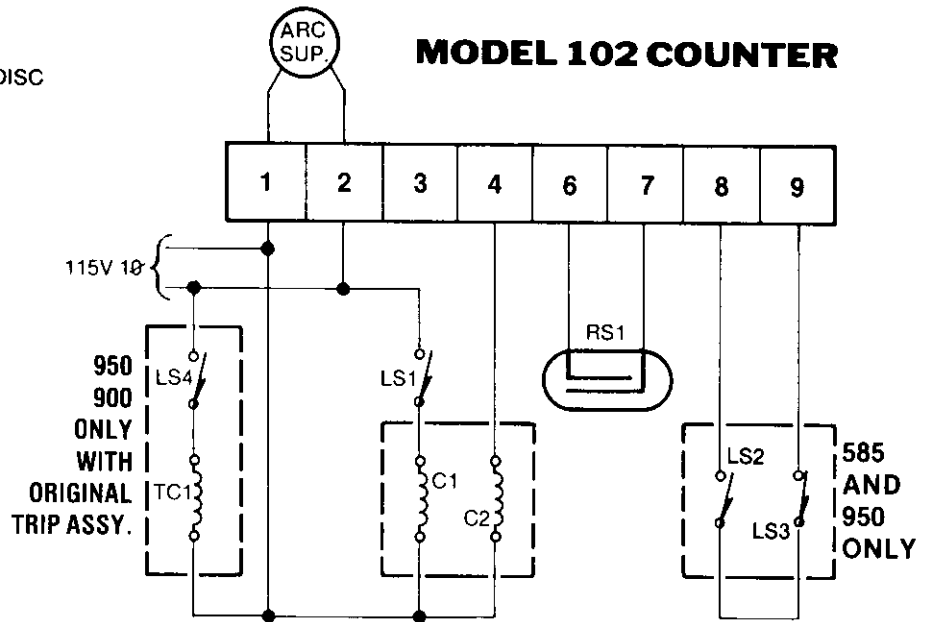 ARC
SUP.
MODEL 102 COUNTER
DISC
1 2 3 4 6 7 8 9
115V 1Ø
RS1
950
900
ONLY
WITH
ORIGINAL
TRIP ASSY.
LS4
TC1
LS1
C1
C2
LS2
LS3
585
AND
950
ONLY